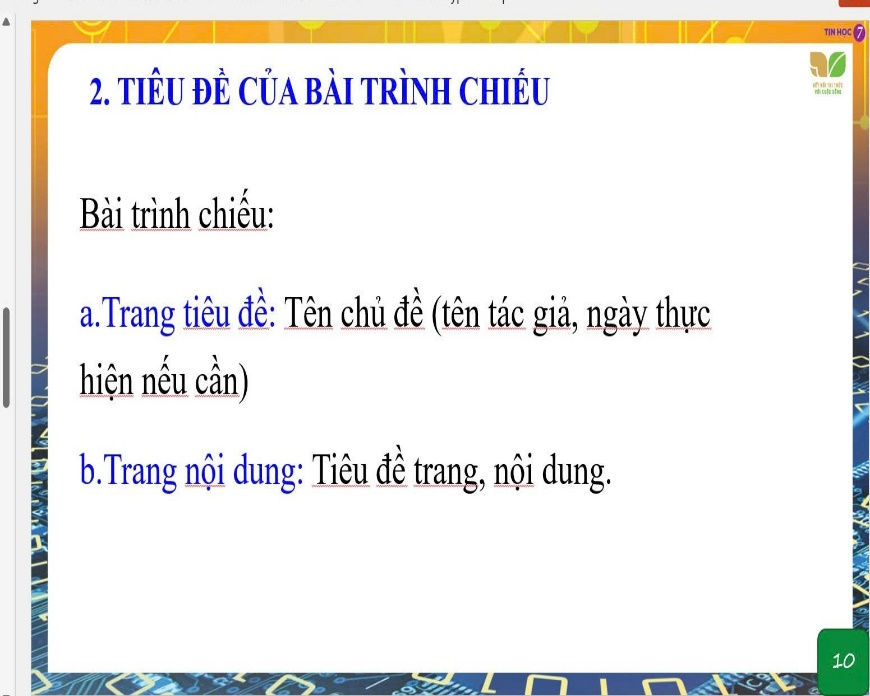 TIN HỌC 7
2. TIÊU ĐỀ CỦA BÀI TRÌNH CHIẾU
Bài trình chiếu:
a.Trang tiêu đề: Tên chủ đề (tên tác giả, ngày thực
hiện nếu cần)
b.Trang nội dung: Tiêu đề trang, nội dung.
10